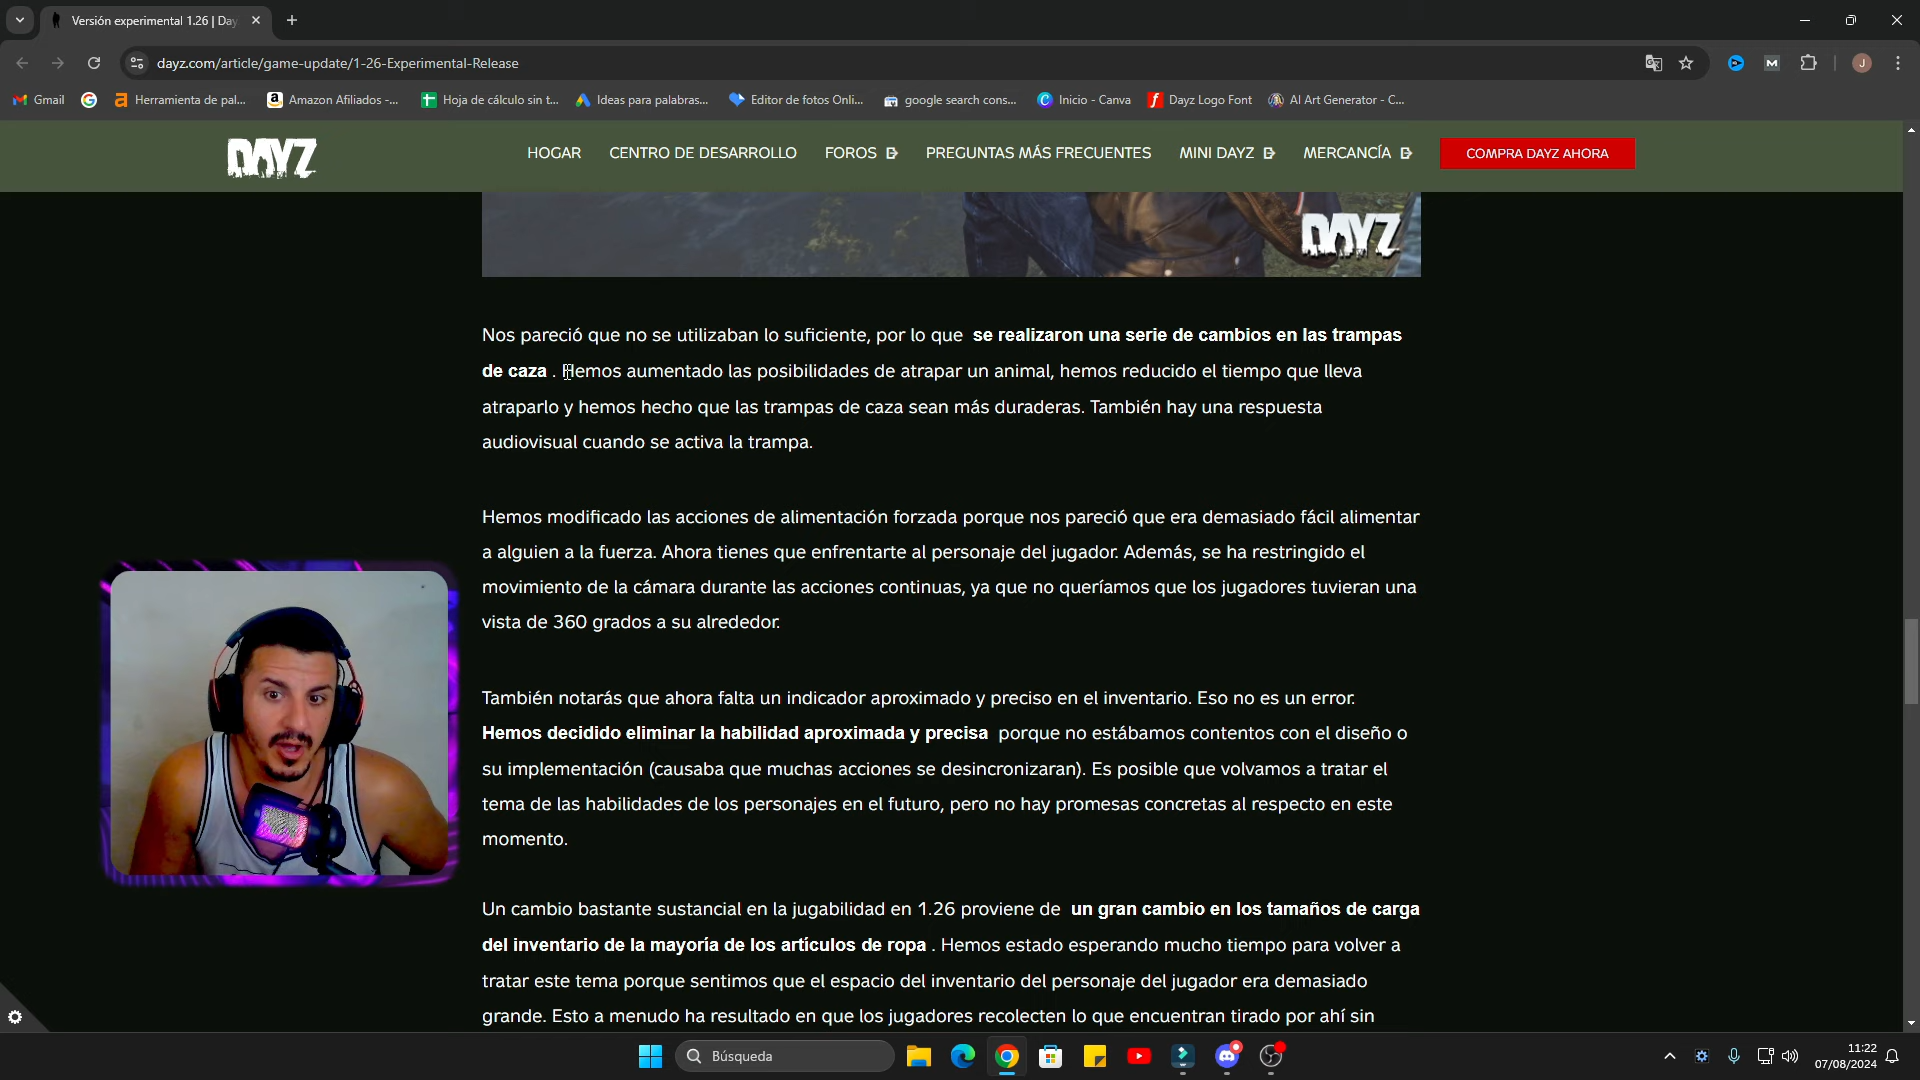 Versión experimental 1.26 | Day
dayz.com/article/game-update/1-26-Experimental-Release
J
Gmail
Herramienta de pal...
Amazon Afiliados -...
Hoja de cálculo sin t...
Ideas para palabras...
Editor de fotos Onli...
google search cons...
Inicio - Canva
Dayz Logo Font
AI Art Generator - C...
DAYZ
HOGAR
CENTRO DE DESARROLLO
FOROS
PREGUNTAS MÁS FRECUENTES
MINI DAYZ
MERCANCÍA
COMPRA DAYZ AHORA
DAYZ
Nos pareció que no se utilizaban lo suficiente, por lo que se realizaron una serie de cambios en las trampas
de caza . Hemos aumentado las posibilidades de atrapar un animal, hemos reducido el tiempo que lleva
atraparlo y hemos hecho que las trampas de caza sean más duraderas. También hay una respuesta
audiovisual cuando se activa la trampa.
Hemos modificado las acciones de alimentación forzada porque nos pareció que era demasiado fácil alimentar
a alguien a la fuerza. Ahora tienes que enfrentarte al personaje del jugador. Además, se ha restringido el
movimiento de la cámara durante las acciones continuas, ya que no queríamos que los jugadores tuvieran una
vista de 360 grados a su alrededor.
También notarás que ahora falta un indicador aproximado y preciso en el inventario. Eso no es un error.
Hemos decidido eliminar la habilidad aproximada y precisa porque no estábamos contentos con el diseño o
su implementación (causaba que muchas acciones se desincronizaran). Es posible que volvamos a tratar el
tema de las habilidades de los personajes en el futuro, pero no hay promesas concretas al respecto en este
momento.
Un cambio bastante sustancial en la jugabilidad en 1.26 proviene de un gran cambio en los tamaños de carga
del inventario de la mayoría de los artículos de ropa . Hemos estado esperando mucho tiempo para volver a
tratar este tema porque sentimos que el espacio del inventario del personaje del jugador era demasiado
grande. Esto a menudo ha resultado en que los jugadores recolecten lo que encuentran tirado por ahí sin
Búsqueda
11:22
07/08/2024